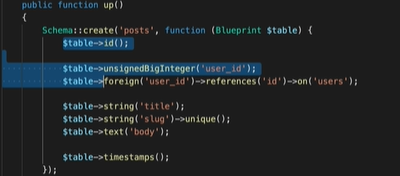 public function up()
{
Schema::create('posts', function (Blueprint $table) {
$table->id();
$table->unsignedBigInteger('user_id');
$table->foreign('user_id')->references('id')->on('users');
$table->string('title');
$table->string('slug')->unique();
$table->text('body');
$table->timestamps();
});